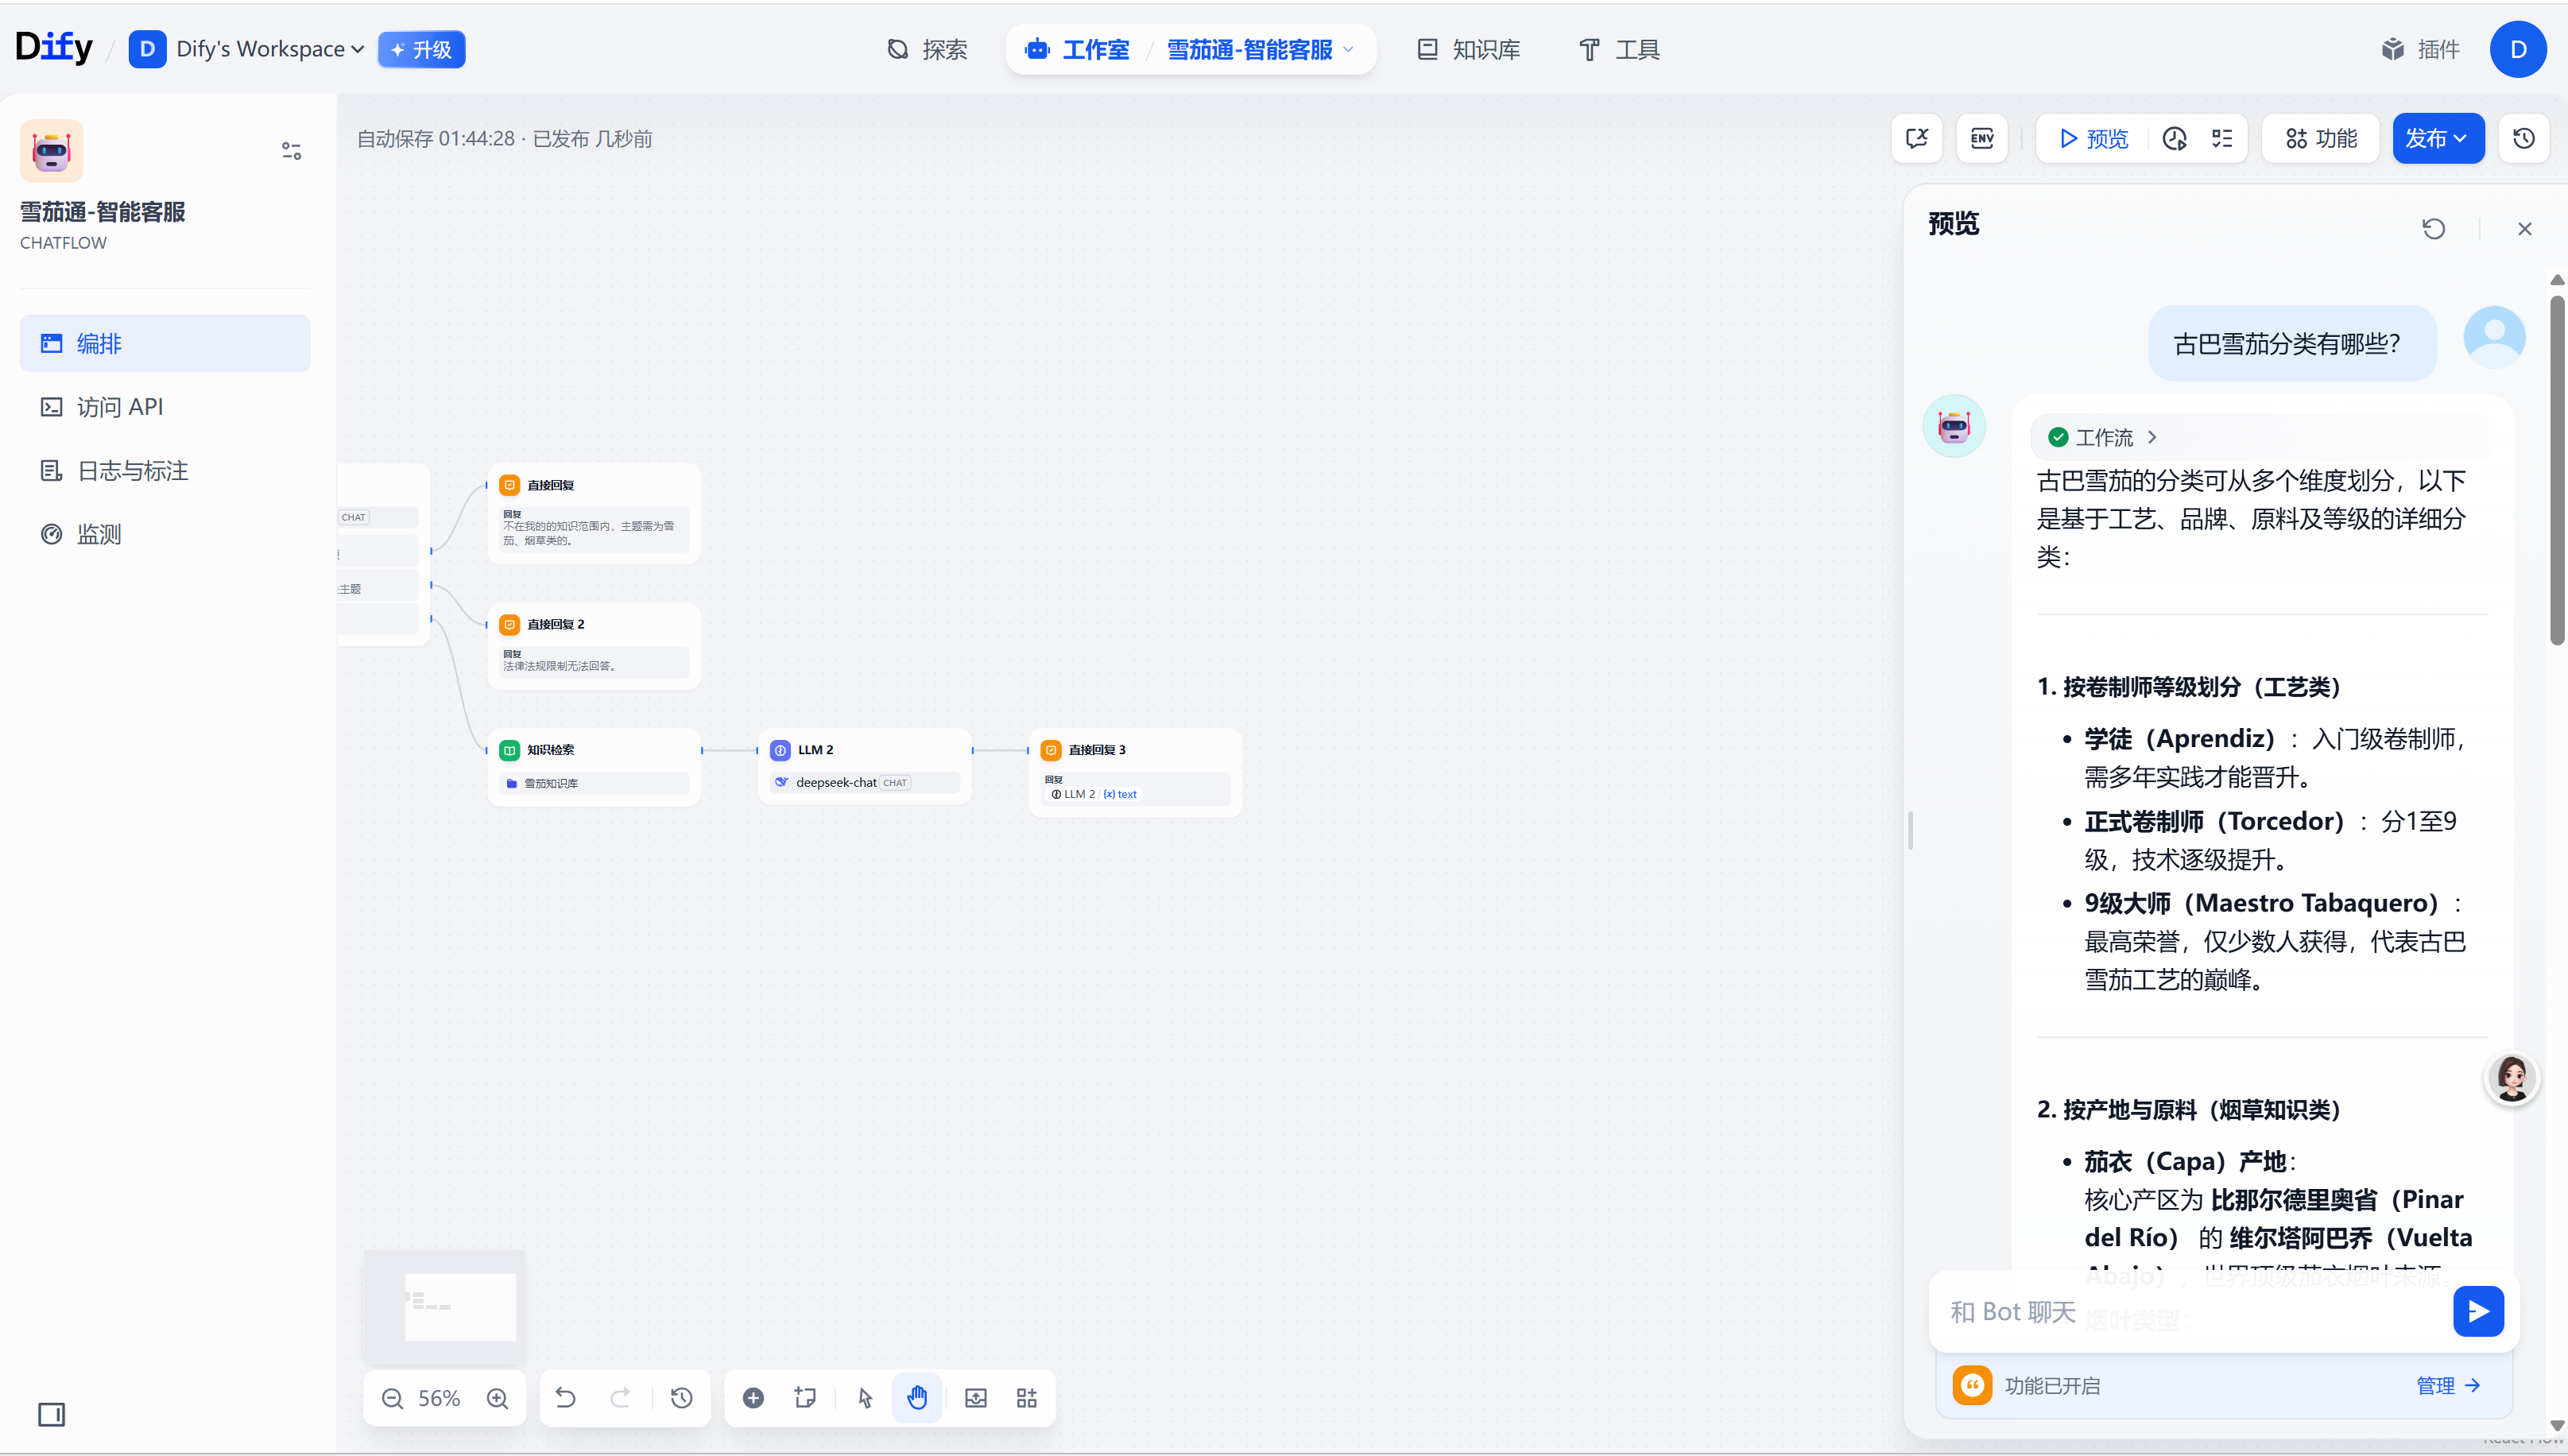 Dify / D Dify's Workspace 升级
探索
工作室 / 雪茄通-智能客服
知识库
工具
插件
D
雪茄通-智能客服
CHATFLOW
编排
访问 API
日志与标注
监测
自动保存 01:44:28 · 已发布 几秒前
ENV
预览
功能
发布
CHAT
主题
直接回复
回复
不在我的的知识范围内，主题需为雪
茄、烟草类的。
直接回复 2
回复
法律法规限制无法回答。
知识检索
雪茄知识库
LLM 2
deepseek-chat CHAT
直接回复 3
回复
LLM 2 / (x) text
56%
预览
古巴雪茄分类有哪些？
工作流
古巴雪茄的分类可从多个维度划分，以下
是基于工艺、品牌、原料及等级的详细分
类：
1. 按卷制师等级划分（工艺类）
• 学徒（Aprendiz）：入门级卷制师，
需多年实践才能晋升。
• 正式卷制师（Torcedor）：分1至9
级，技术逐级提升。
• 9级大师（Maestro Tabaquero）：
最高荣誉，仅少数人获得，代表古巴
雪茄工艺的巅峰。
2. 按产地与原料（烟草知识类）
• 茄衣（Capa）产地：
核心产区为 比那尔德里奥省（Pinar
del Río） 的 维尔塔阿巴乔（Vuelta
Abajo），世界顶级茄衣烟叶来源。
烟叶类型：
和 Bot 聊天
功能已开启
管理